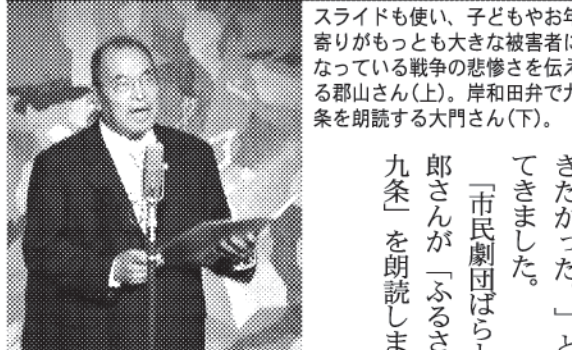 スライドも使い、子どもやお年
寄りがもっとも大きな被害者に
なっている戦争の悲惨さを伝え
る郡山さん(上)。岸和田弁で九
条を朗読する大門さん(下)。
きたかった。」と
てきました。
「市民劇団ばら
郎さんが「ふるさ
九条」を朗読しま